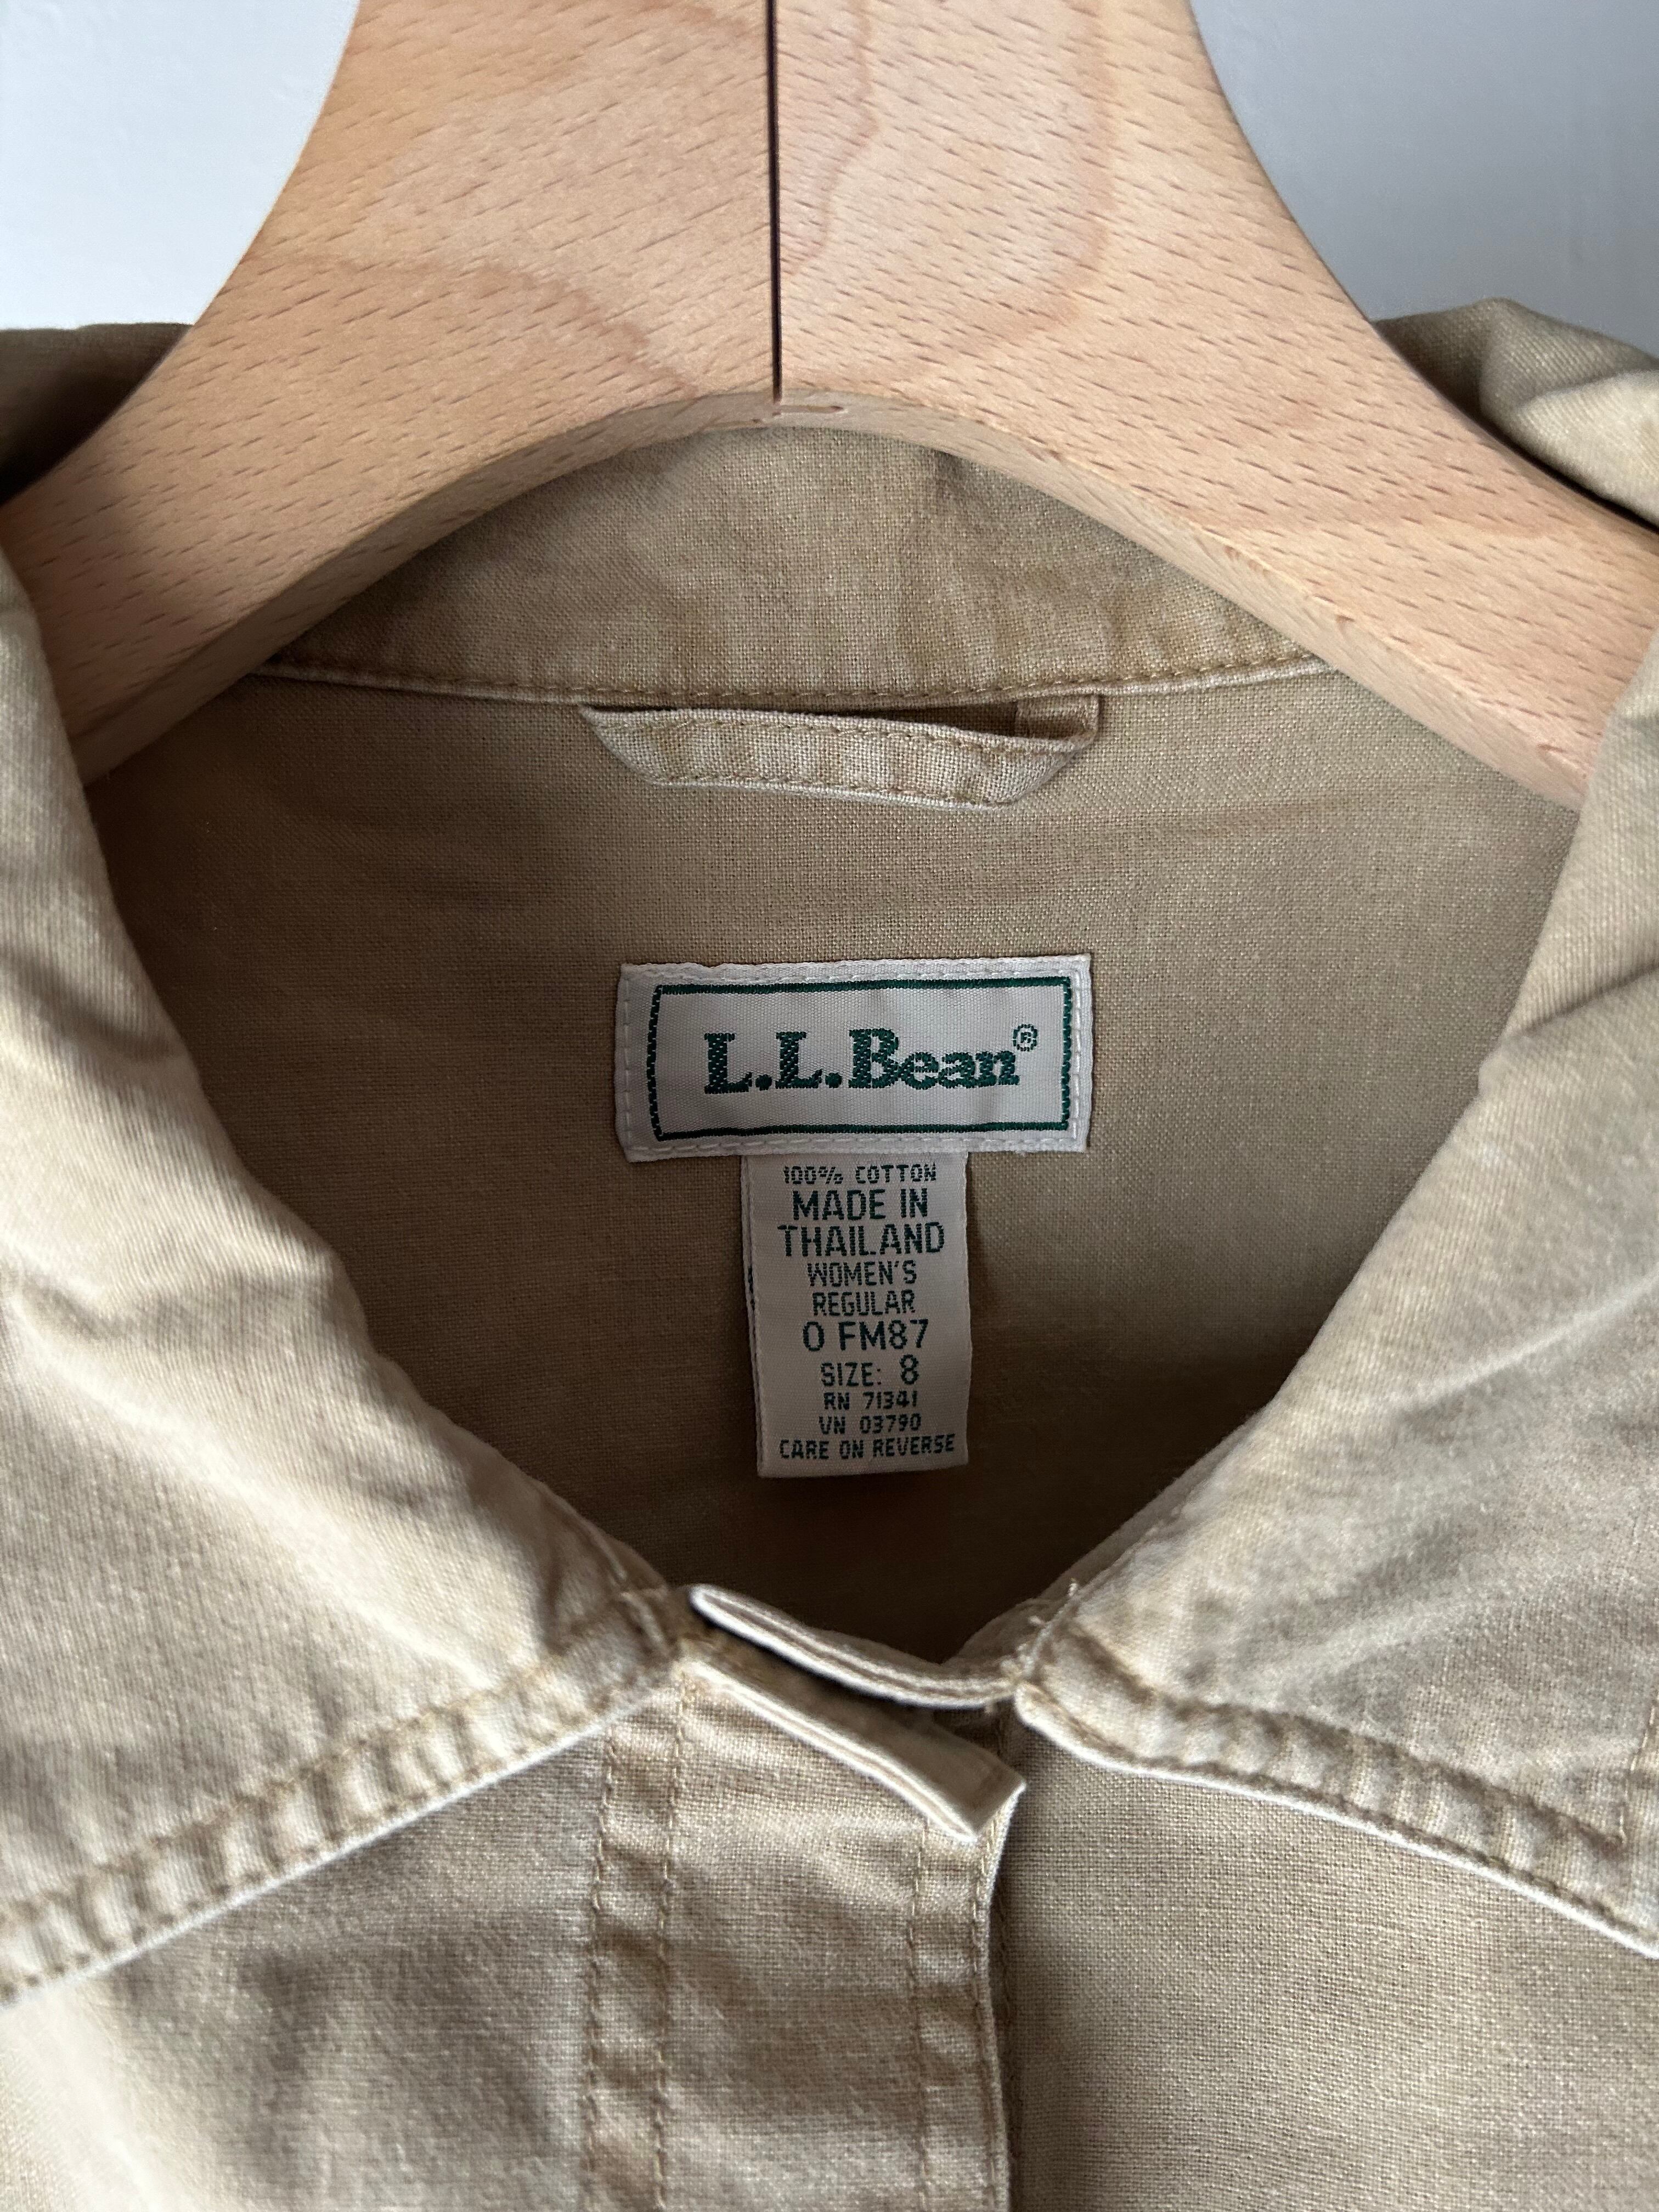 L.L.Bean®
100% COTTON
MADE IN
THAILAND
WOMEN'S
REGULAR
0 FM87
SIZE: 8
RN 71341
VN 03790
CARE ON REVERSE